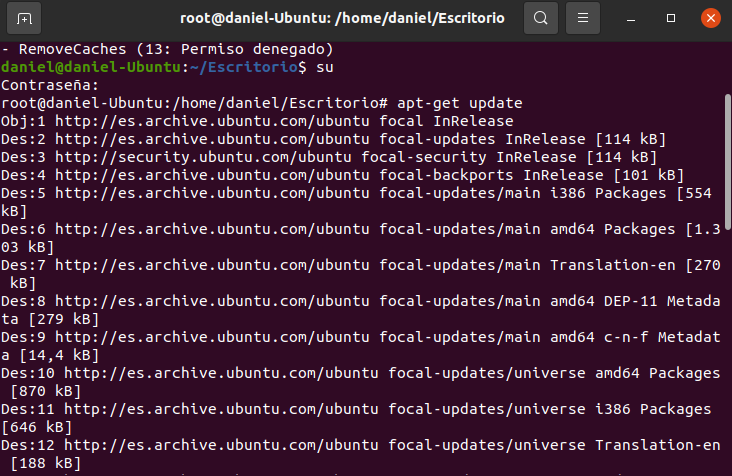 root@daniel-Ubuntu: /home/daniel/Escritorio
- RemoveCaches (13: Permiso denegado)
daniel@daniel-Ubuntu:~/Escritorio$ su
Contraseña:
root@daniel-Ubuntu:/home/daniel/Escritorio# apt-get update
Obj:1 http://es.archive.ubuntu.com/ubuntu focal InRelease
Des:2 http://es.archive.ubuntu.com/ubuntu focal-updates InRelease [114 kB]
Des:3 http://security.ubuntu.com/ubuntu focal-security InRelease [114 kB]
Des:4 http://es.archive.ubuntu.com/ubuntu focal-backports InRelease [101 kB]
Des:5 http://es.archive.ubuntu.com/ubuntu focal-updates/main i386 Packages [554
kB]
Des:6 http://es.archive.ubuntu.com/ubuntu focal-updates/main amd64 Packages [1.3
03 kB]
Des:7 http://es.archive.ubuntu.com/ubuntu focal-updates/main Translation-en [270
 kB]
Des:8 http://es.archive.ubuntu.com/ubuntu focal-updates/main amd64 DEP-11 Metada
ta [279 kB]
Des:9 http://es.archive.ubuntu.com/ubuntu focal-updates/main amd64 c-n-f Metadat
a [14,4 kB]
Des:10 http://es.archive.ubuntu.com/ubuntu focal-updates/universe amd64 Packages
 [870 kB]
Des:11 http://es.archive.ubuntu.com/ubuntu focal-updates/universe i386 Packages
[646 kB]
Des:12 http://es.archive.ubuntu.com/ubuntu focal-updates/universe Translation-en
 [188 kB]